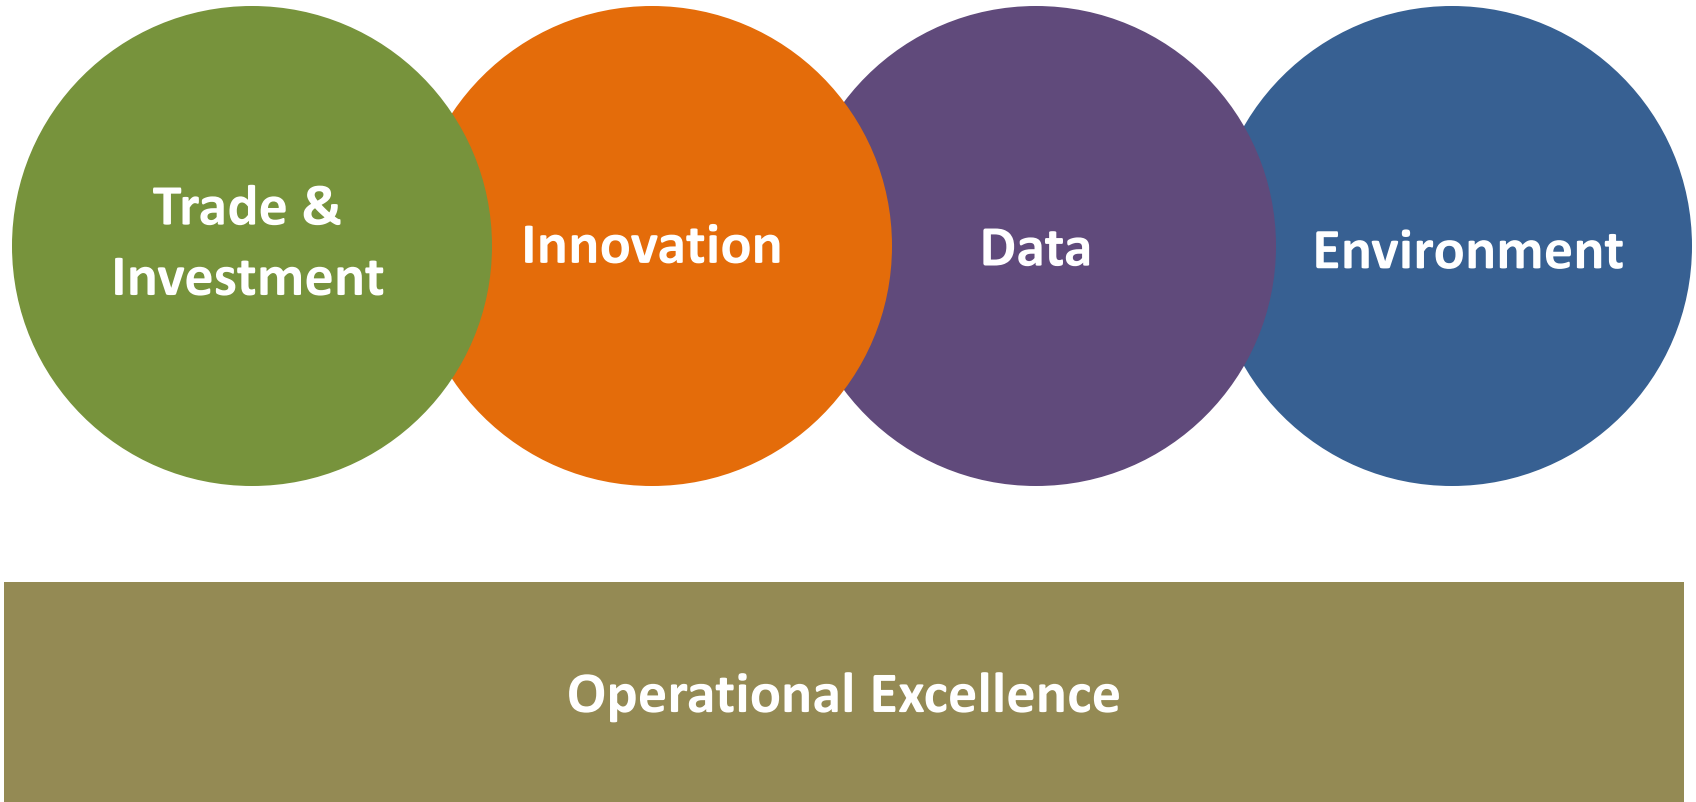 Trade &
Investment
Innovation
Data
Environment
Operational Excellence